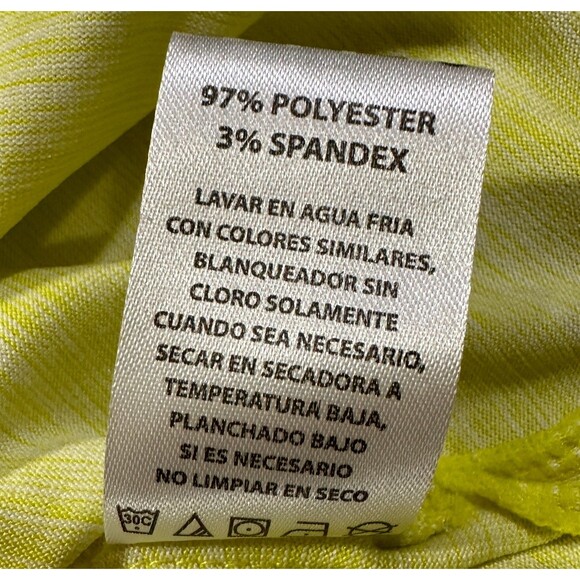 97% POLYESTER
3% SPANDEX
LAVAR EN AGUA FRIA
CON COLORES SIMILARES,
BLANQUEADOR SIN
CLORO SOLAMENTE
CUANDO SEA NECESARIO,
SECAR EN SECADORA A
TEMPERATURA BAJA,
PLANCHADO BAJO
SI ES NECESARIO
NO LIMPIAR EN SECO
30C